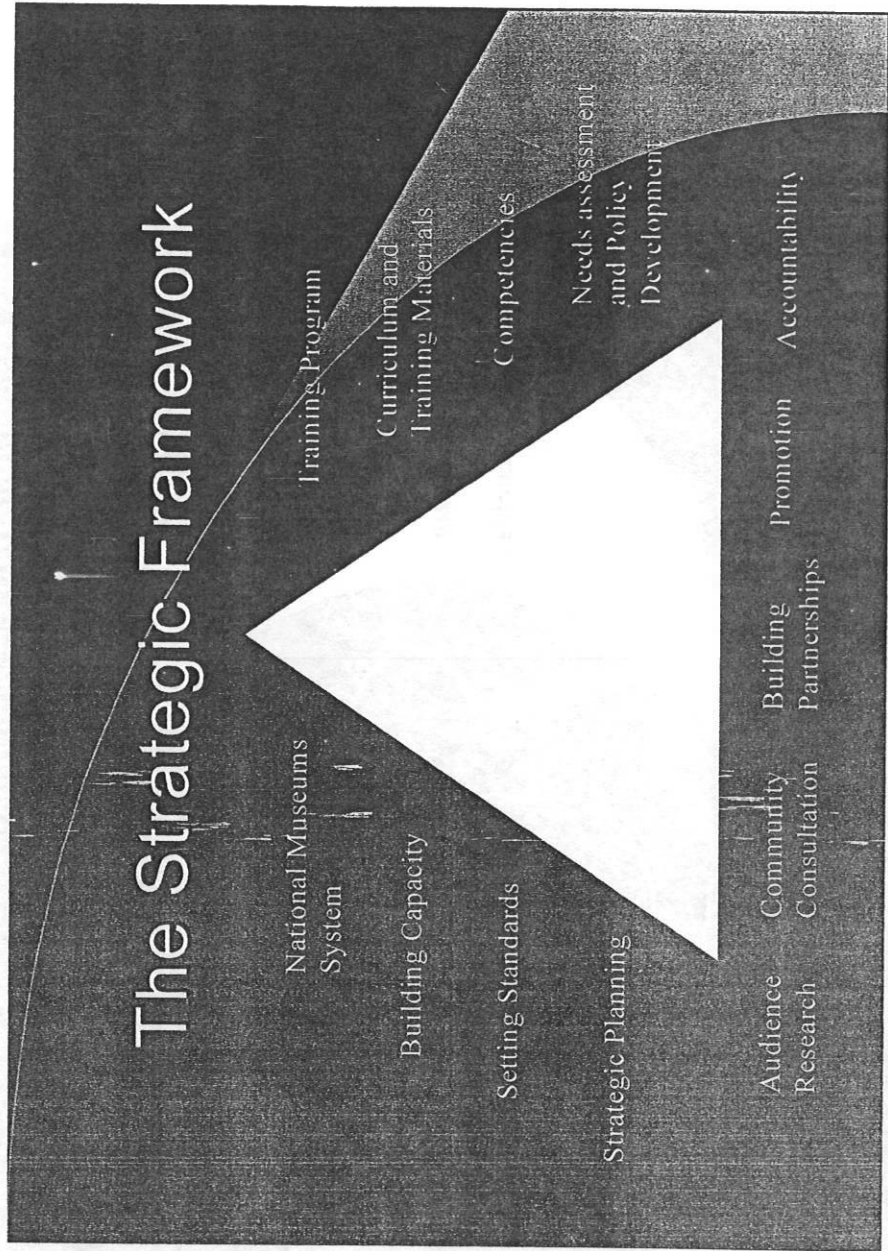 The Strategic Framework
National Museums
System
Building Capacity
Setting Standards
Strategic Planning
Training Program
Curriculum and
Training Materials
Competencies
Needs assessment
and Policy
Development
Audience
Research
Community
Consultation
Building
Partnerships
Promotion
Accountability